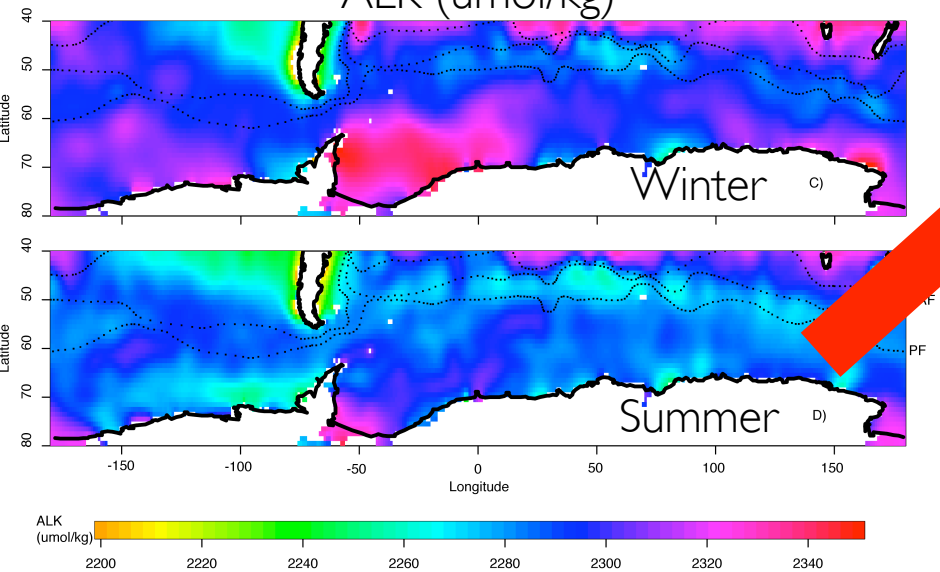 ALK (umol/kg)
40
50
60
70
80
Latitude
Winter C)
40
50
60
70
80
Latitude
PF
Summer D)
-150 -100 -50 0 50 100 150
Longitude
ALK
(umol/kg)
2200 2220 2240 2260 2280 2300 2320 2340